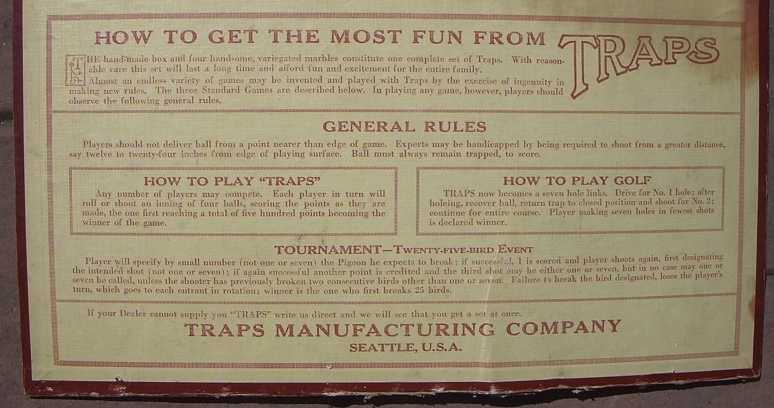 HOW TO GET THE MOST FUN FROM TRAPS
THE hand-made box and four handsome, variegated marbles constitute one complete set of Traps. With reason-
able care this set will last a long time and afford fun and excitement for the entire family.
Almost an endless variety of games may be invented and played with Traps by the exercise of ingenuity in
making new rules. The three Standard Games are described below. In playing any game, however, players should
observe the following general rules.
GENERAL RULES
Players should not deliver ball from a point nearer than edge of game. Experts may be handicapped by being required to shoot from a greater distance,
say twelve to twenty-four inches from edge of playing surface. Ball must always remain trapped, to score.
HOW TO PLAY "TRAPS"
Any number of players may compete. Each player in turn will
roll or shoot an inning of four balls, scoring the points as they are
made, the one first reaching a total of five hundred points becoming the
winner of the game.
HOW TO PLAY GOLF
TRAPS now becomes a seven hole links. Drive for No. 1 hole; after
holeing, recover ball, return trap to closed position and shoot for No. 2;
continue for entire course. Player making seven holes in fewest shots
is declared winner.
TOURNAMENT—TWENTY-FIVE-BIRD EVENT
Player will specify by small number (not one or seven) the Pigeon he expects to break; if successful, 1 is scored and player shoots again, first designating
the intended shot (not one or seven); if again successful another point is credited and the third shot may be either one or seven, but in no case may one or
seven be called, unless the shooter has previously broken two consecutive birds other than one or seven. Failure to break the bird designated, loses the player's
turn, which goes to each entrant in rotation; winner is the one who first breaks 25 birds.
If your Dealer cannot supply you "TRAPS" write us direct and we will see that you get a set at once.
TRAPS MANUFACTURING COMPANY
SEATTLE, U.S.A.